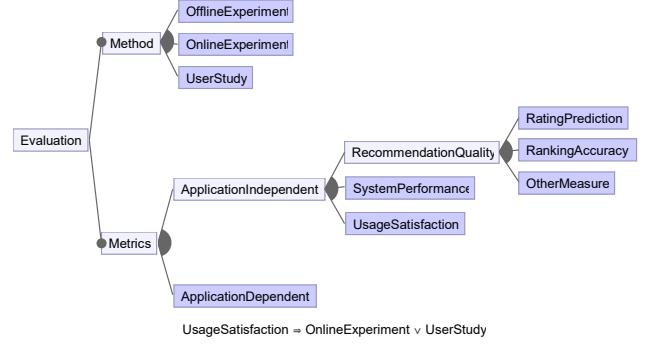 OfflineExperiment
Method
OnlineExperiment
UserStudy
Evaluation
RatingPrediction
RecommendationQuality
RankingAccuracy
OtherMeasure
ApplicationIndependent
SystemPerformance
UsageSatisfaction
Metrics
ApplicationDependent
UsageSatisfaction ⇒ OnlineExperiment ∨ UserStudy